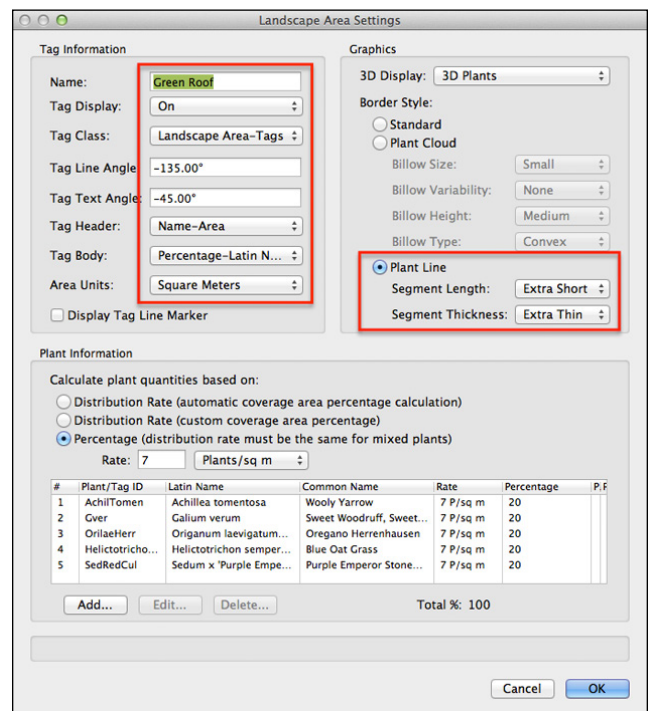 Landscape Area Settings
Tag Information
Name: Green Roof
Tag Display: On
Tag Class: Landscape Area-Tags
Tag Line Angle: -135.00°
Tag Text Angle: -45.00°
Tag Header: Name-Area
Tag Body: Percentage-Latin N...
Area Units: Square Meters
Display Tag Line Marker
Graphics
3D Display: 3D Plants
Border Style:
Standard
Plant Cloud
Billow Size: Small
Billow Variability: None
Billow Height: Medium
Billow Type: Convex
Plant Line
Segment Length: Extra Short
Segment Thickness: Extra Thin
Plant Information
Calculate plant quantities based on:
Distribution Rate (automatic coverage area percentage calculation)
Distribution Rate (custom coverage area percentage)
Percentage (distribution rate must be the same for mixed plants)
Rate: 7 Plants/sq m
# Plant/Tag ID Latin Name Common Name Rate Percentage P.F
1 AchilTomen Achillea tomentosa Wooly Yarrow 7 P/sq m 20
2 Gver Galium verum Sweet Woodruff, Sweet... 7 P/sq m 20
3 OrilaeHerr Origanum laevigatum... Oregano Herrenhausen 7 P/sq m 20
4 Helictotricho... Helictotrichon semper... Blue Oat Grass 7 P/sq m 20
5 SedRedCul Sedum x 'Purple Empe... Purple Emperor Stone... 7 P/sq m 20
Add... Edit... Delete... Total %: 100
Cancel OK